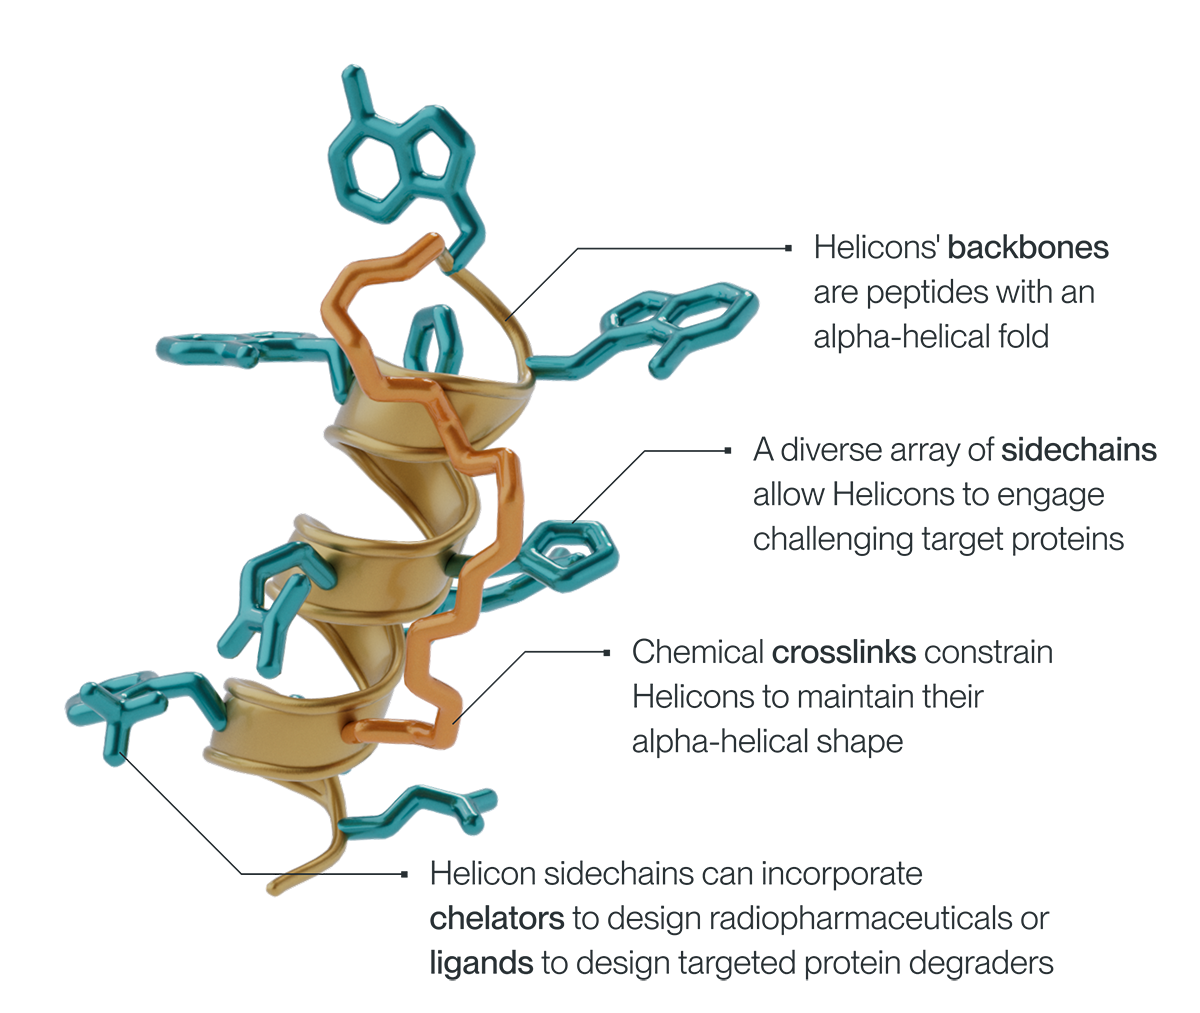 Helicons' backbones
are peptides with an
alpha-helical fold
A diverse array of sidechains
allow Helicons to engage
challenging target proteins
Chemical crosslinks constrain
Helicons to maintain their
alpha-helical shape
Helicon sidechains can incorporate
chelators to design radiopharmaceuticals or
ligands to design targeted protein degraders